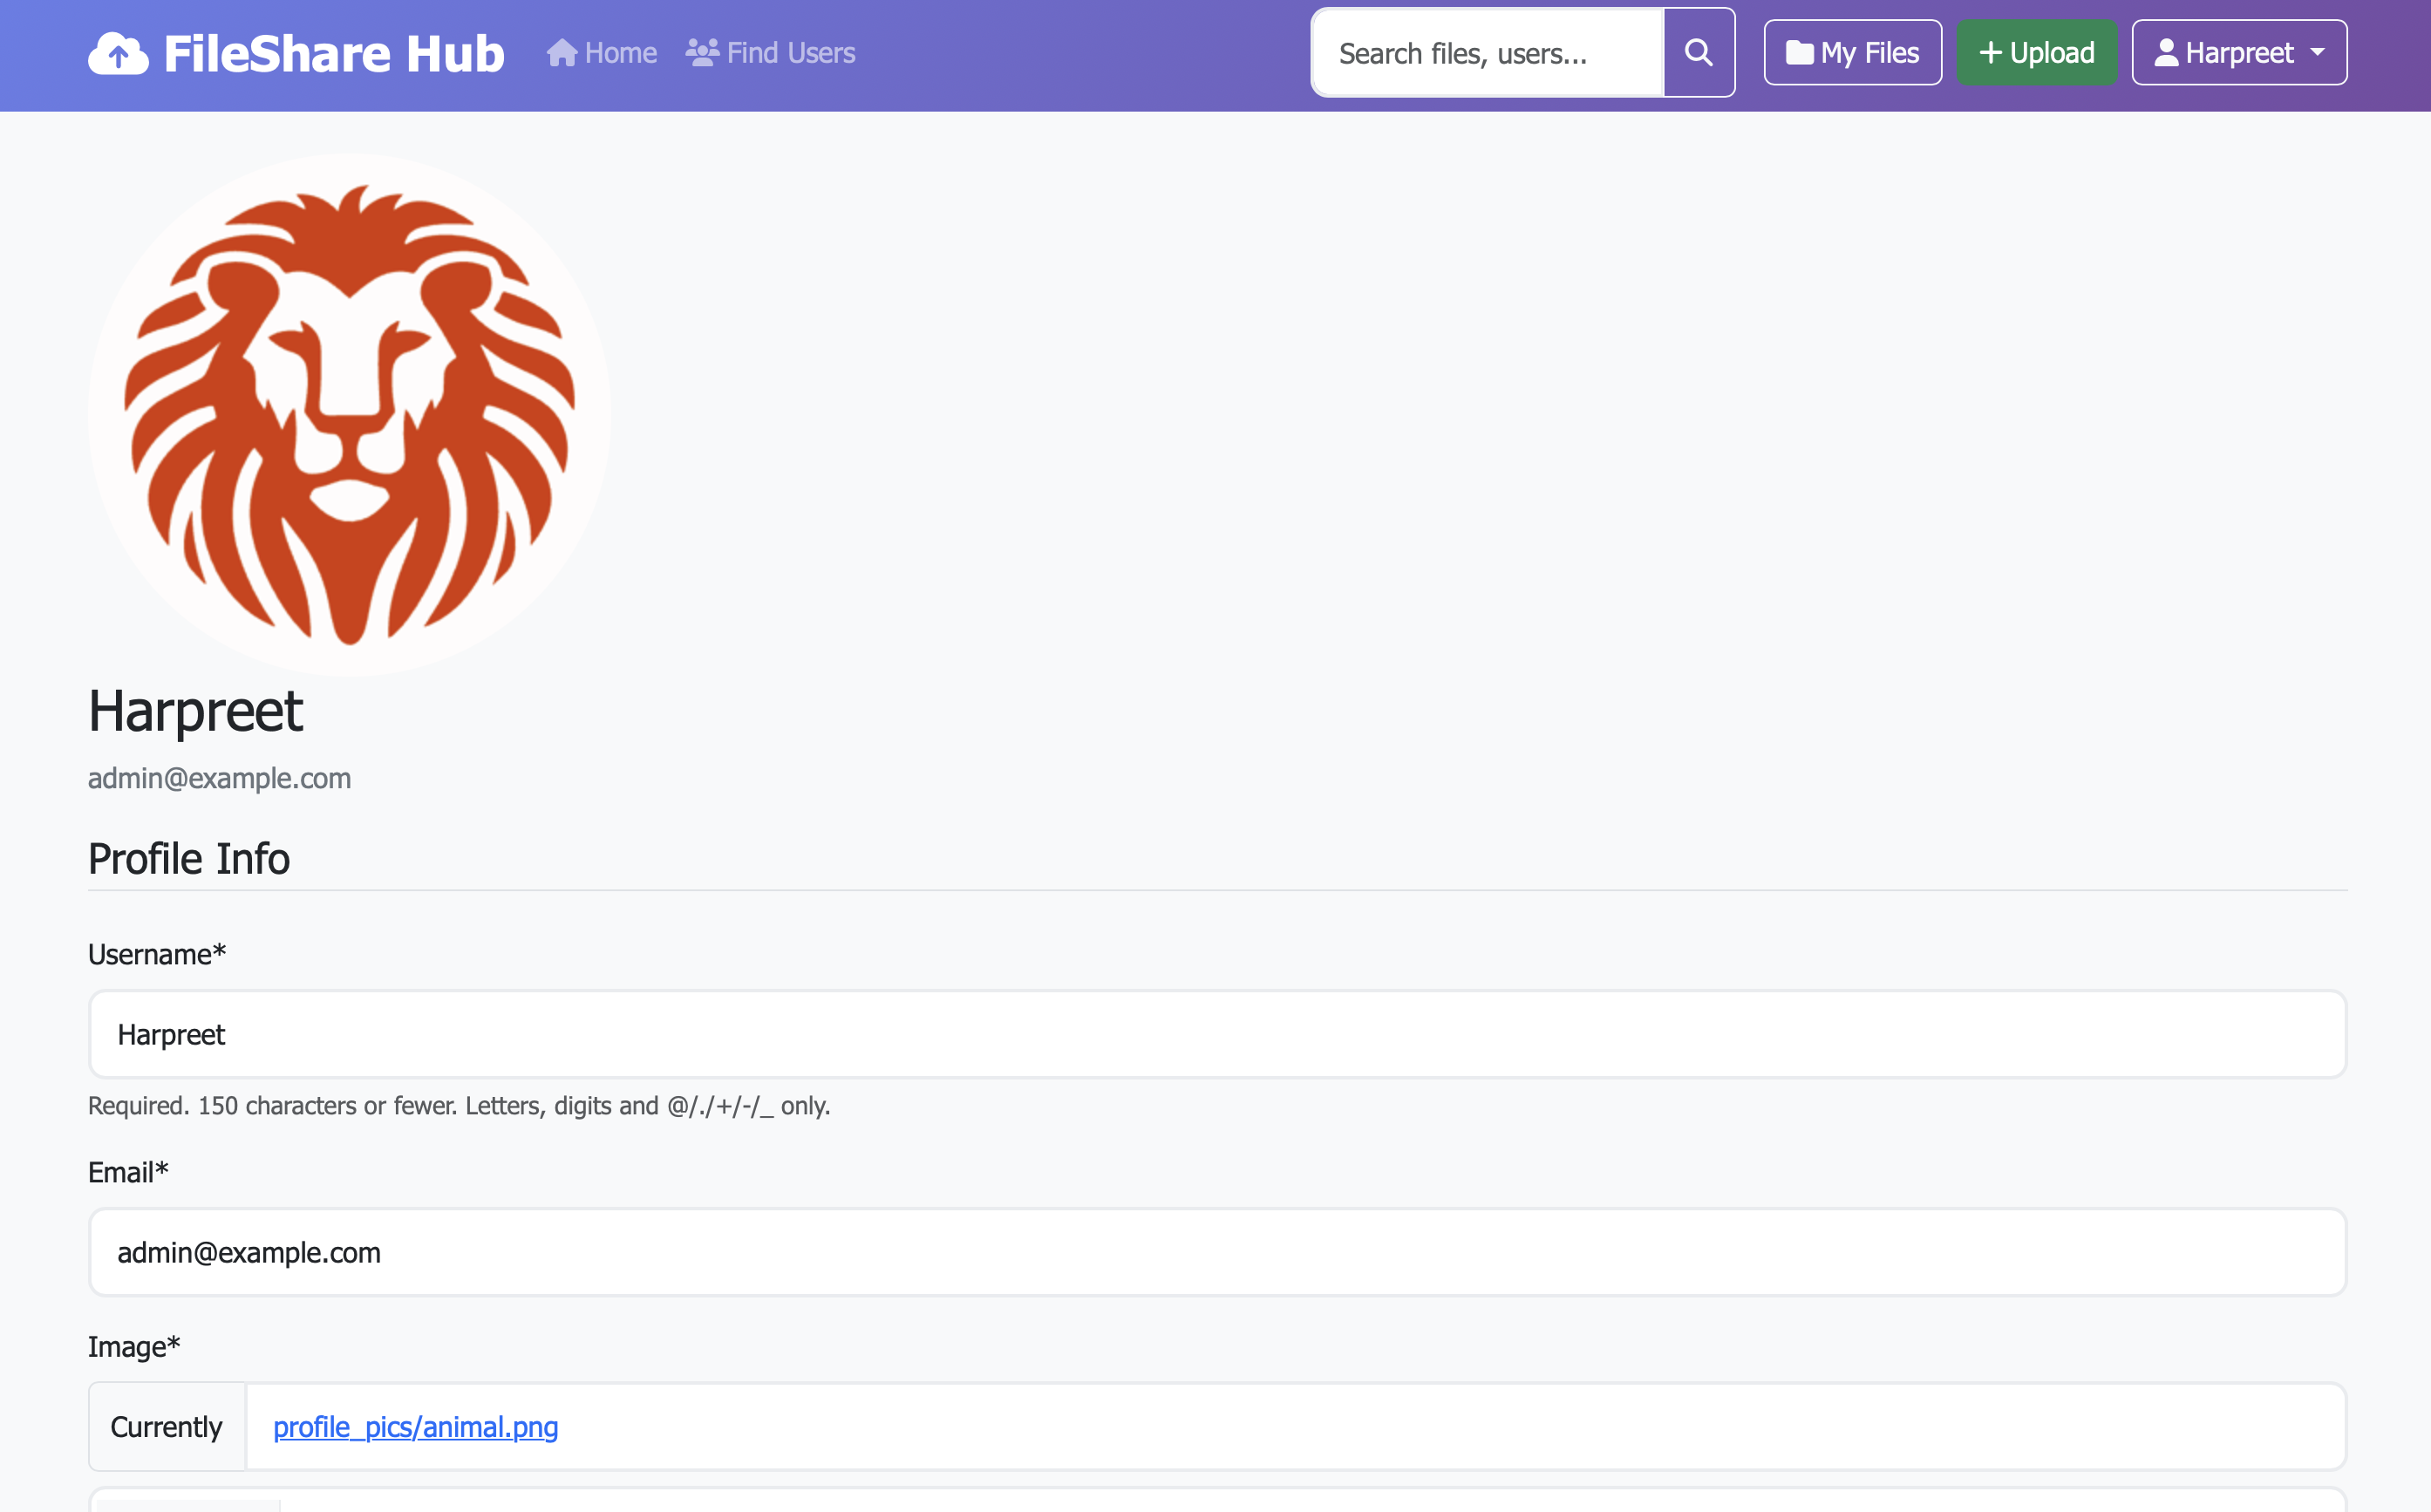 FileShare Hub Home Find Users Search files, users... My Files Upload Harpreet
Harpreet
admin@example.com
Profile Info
Username*
Harpreet
Required. 150 characters or fewer. Letters, digits and @/./+/-/_ only.
Email*
admin@example.com
Image*
Currently profile_pics/animal.png